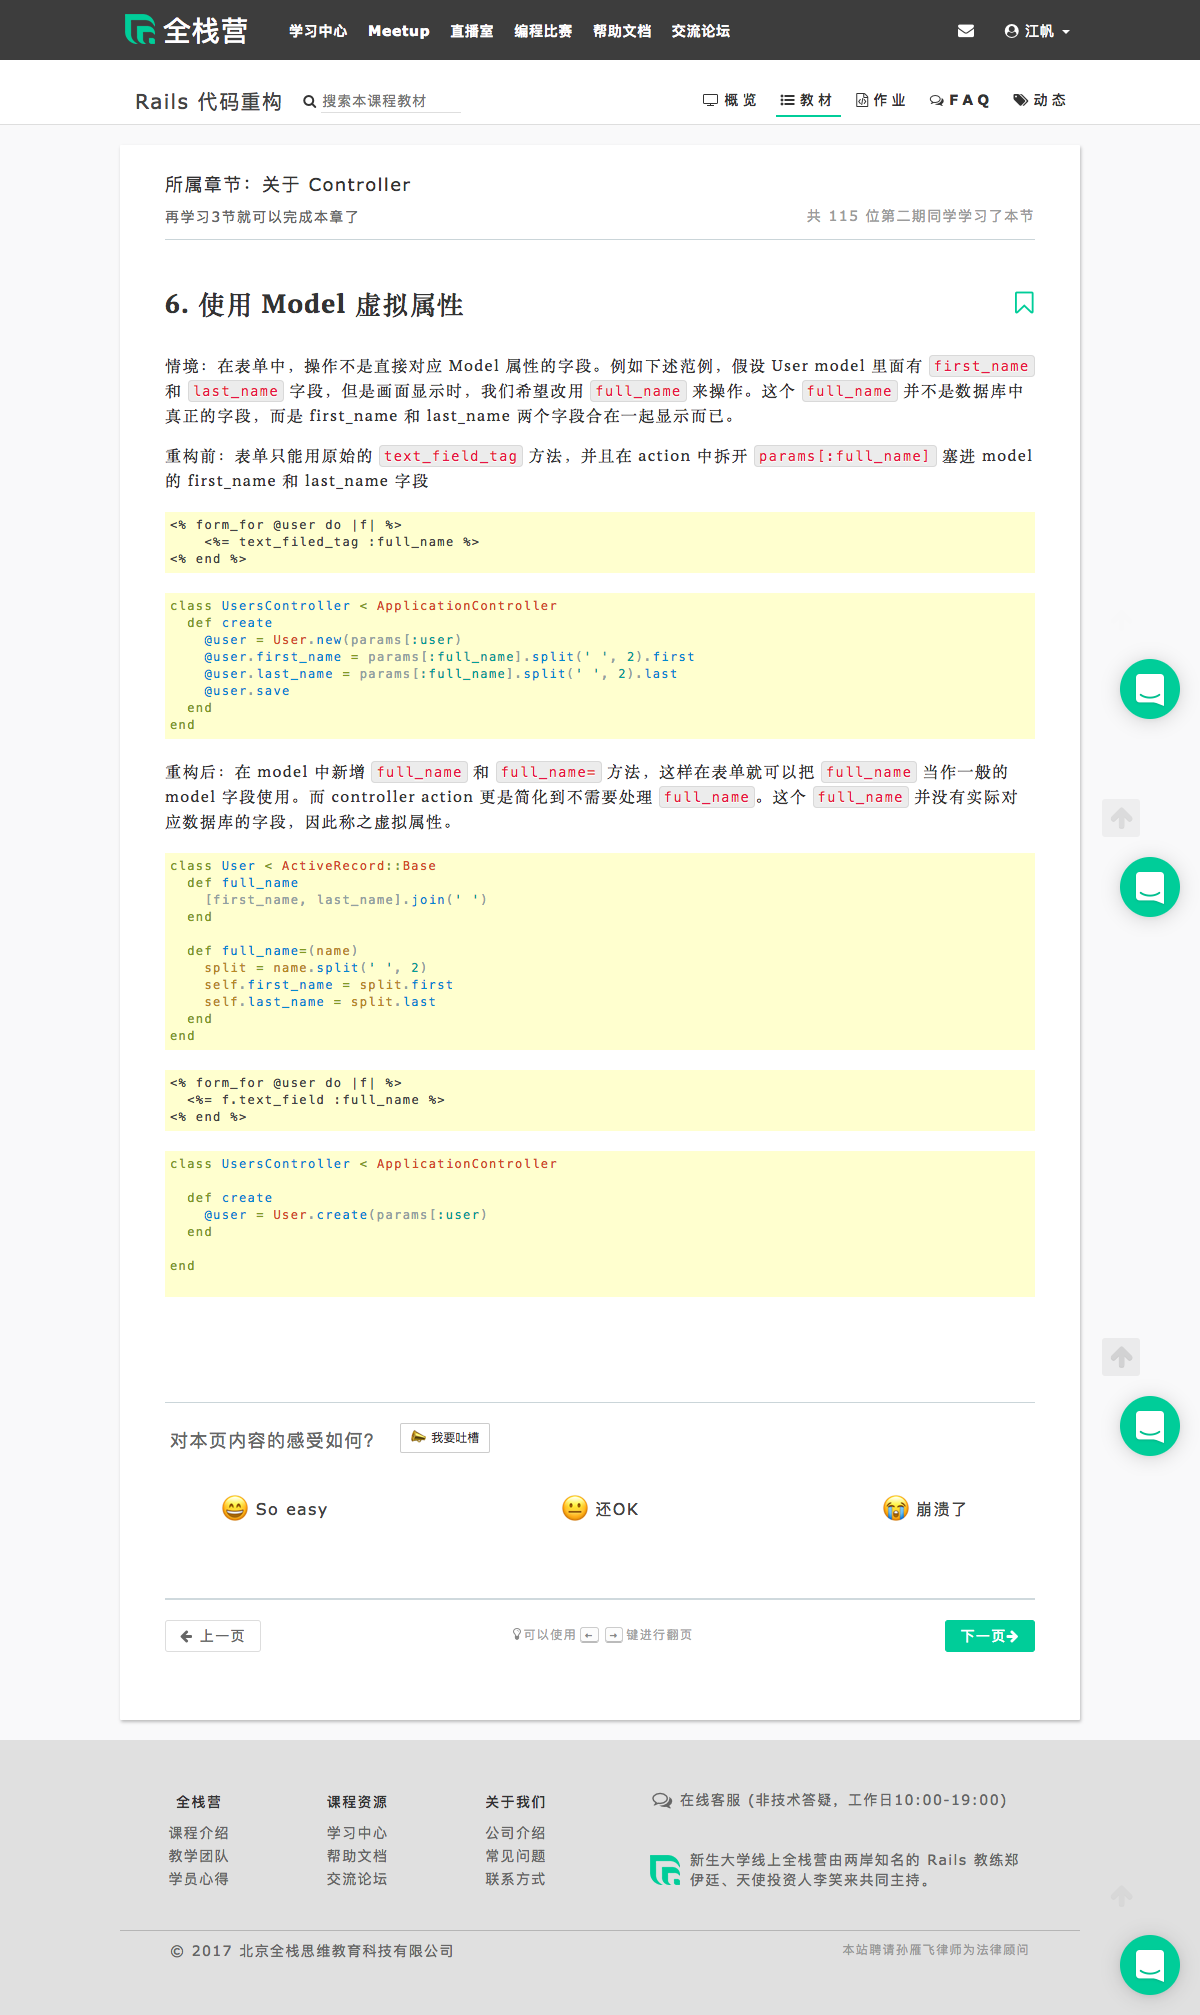 全栈营 学习中心 Meetup 直播室 编程比赛 帮助文档 交流论坛 江帆
Rails 代码重构 搜索本课程教材 概览 教材 作业 FAQ 动态
所属章节：关于 Controller
再学习3节就可以完成本章了 共 115 位第二期同学学习了本节
6. 使用 Model 虚拟属性
情境：在表单中，操作不是直接对应 Model 属性的字段。例如下述范例，假设 User model 里面有 first_name
和 last_name 字段，但是画面显示时，我们希望改用 full_name 来操作。这个 full_name 并不是数据库中
真正的字段，而是 first_name 和 last_name 两个字段合在一起显示而已。
重构前：表单只能用原始的 text_field_tag 方法，并且在 action 中拆开 params[:full_name] 塞进 model
的 first_name 和 last_name 字段
<% form_for @user do |f| %>
<%= text_filed_tag :full_name %>
<% end %>
class UsersController < ApplicationController
def create
@user = User.new(params[:user)
@user.first_name = params[:full_name].split(' ', 2).first
@user.last_name = params[:full_name].split(' ', 2).last
@user.save
end
end
重构后：在 model 中新增 full_name 和 full_name= 方法，这样在表单就可以把 full_name 当作一般的
model 字段使用。而 controller action 更是简化到不需要处理 full_name 。这个 full_name 并没有实际对
应数据库的字段，因此称之虚拟属性。
class User < ActiveRecord::Base
def full_name
[first_name, last_name].join(' ')
end
def full_name=(name)
split = name.split(' ', 2)
self.first_name = split.first
self.last_name = split.last
end
end
<% form_for @user do |f| %>
<%= f.text_field :full_name %>
<% end %>
class UsersController < ApplicationController
def create
@user = User.create(params[:user)
end
end
对本页内容的感受如何? 我要吐槽
So easy 还OK 崩溃了
← 上一页 可以使用 ← → 键进行翻页 下一页→
全栈营 课程资源 关于我们 在线客服 (非技术答疑，工作日10:00-19:00)
课程介绍 学习中心 公司介绍
教学团队 帮助文档 常见问题
学员心得 交流论坛 联系方式
新生大学线上全栈营由两岸知名的 Rails 教练郑
伊廷、天使投资人李笑来共同主持。
© 2017 北京全栈思维教育科技有限公司 本站聘请孙雁飞律师为法律顾问